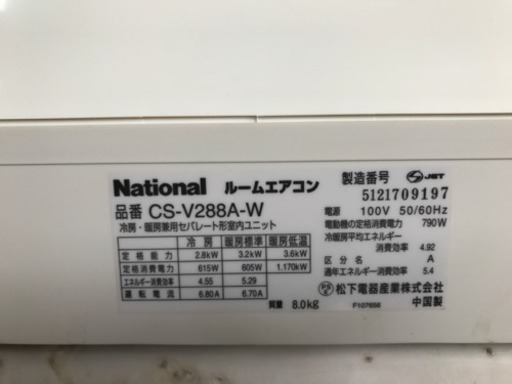 National ルームエアコン
製造番号 JET
5121709197
品番 CS-V288A-W
冷房・暖房兼用セパレート形室内ユニット
電源 100V 50/60Hz
電動機の定格消費電力 790W
冷暖房平均エネルギー
消費効率 4.92
区分名 A
通年エネルギー消費効率 5.4
冷房 暖房標準 暖房低温
定格能力 2.8kW 3.2kW 3.6kW
定格消費電力 615W 605W 1.170kW
エネルギー消費効率 4.55 5.29
運転電流 6.80A 6.70A
質量 8.0kg
松下電器産業株式会社
F107656 中国製